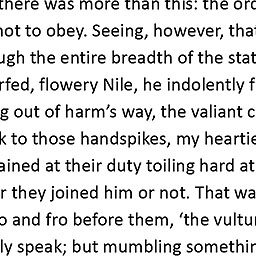 there was more than this: the ord
not to obey. Seeing, however, that
ugh the entire breadth of the stat
rfed, flowery Nile, he indolently f
g out of harm’s way, the valiant c
k to those handspikes, my heartie
ained at their duty toiling hard at
r they joined him or not. That wa
o and fro before them, ‘the vultur
ly speak; but mumbling somethin